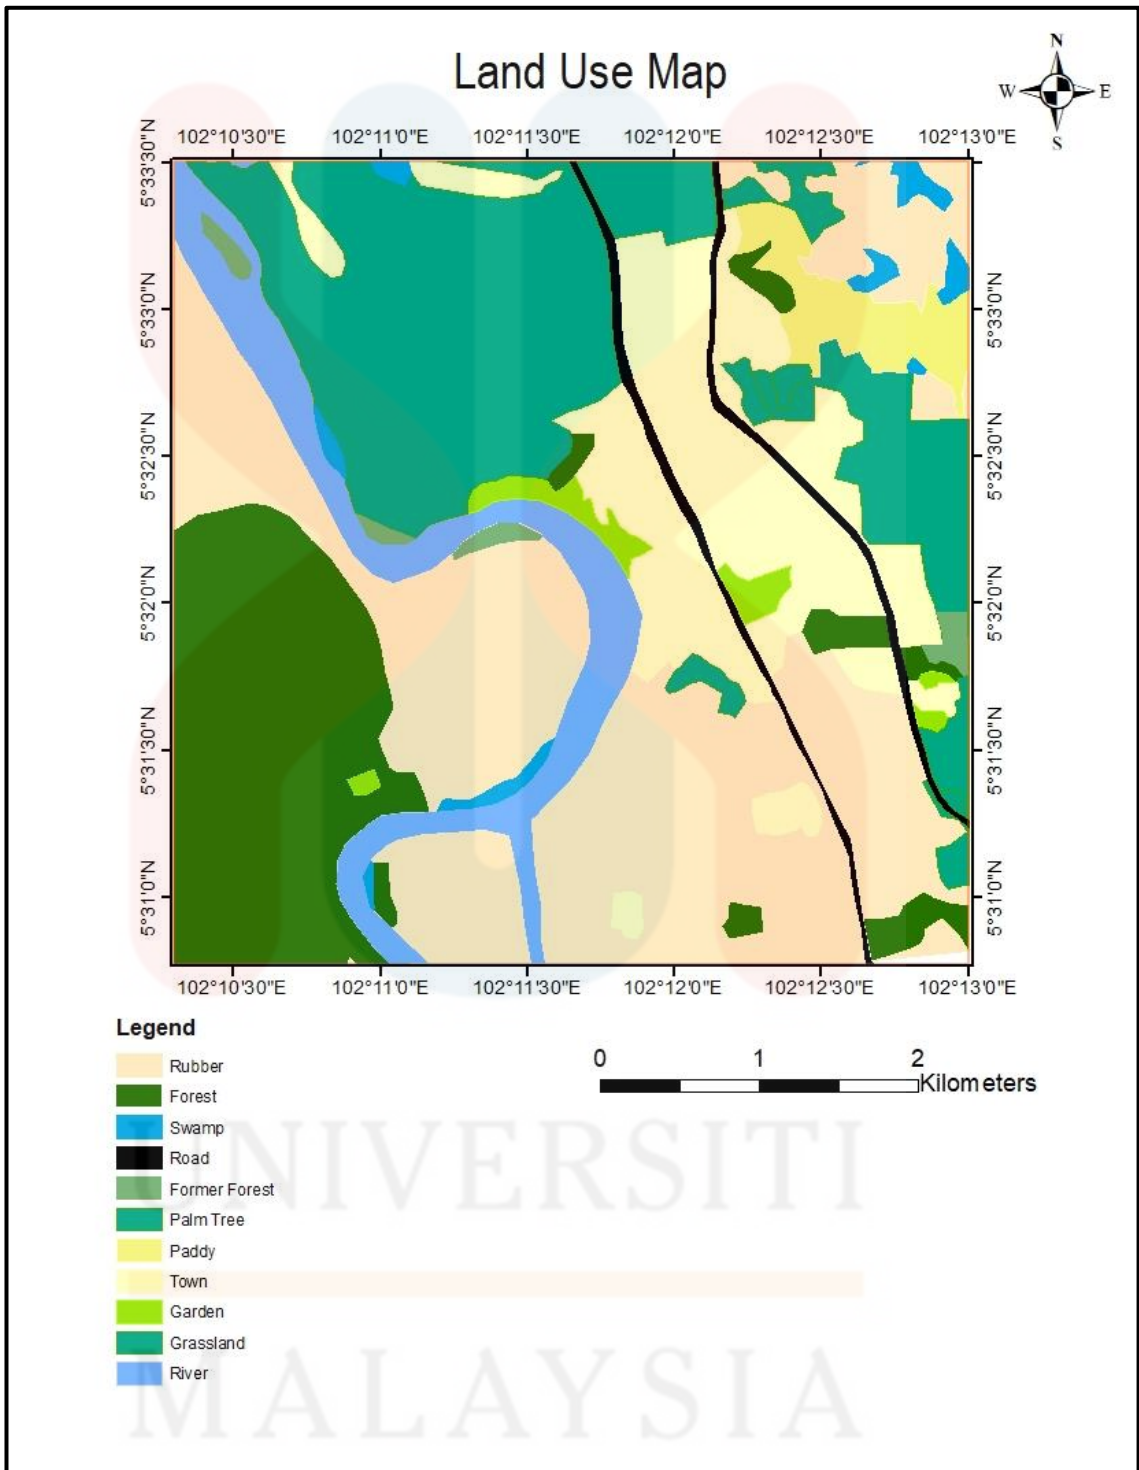 Land Use Map
N
W E
S
102°10'30"E 102°11'0"E 102°11'30"E 102°12'0"E 102°12'30"E 102°13'0"E
5°33'30"N 5°33'30"N
5°33'0"N 5°33'0"N
5°32'30"N 5°32'30"N
5°32'0"N 5°32'0"N
5°31'30"N 5°31'30"N
5°31'0"N 5°31'0"N
102°10'30"E 102°11'0"E 102°11'30"E 102°12'0"E 102°12'30"E 102°13'0"E
Legend
Rubber
Forest
Swamp
Road
Former Forest
Palm Tree
Paddy
Town
Garden
Grassland
River
0 1 2
Kilometers
UNIVERSITI
MALAYSIA